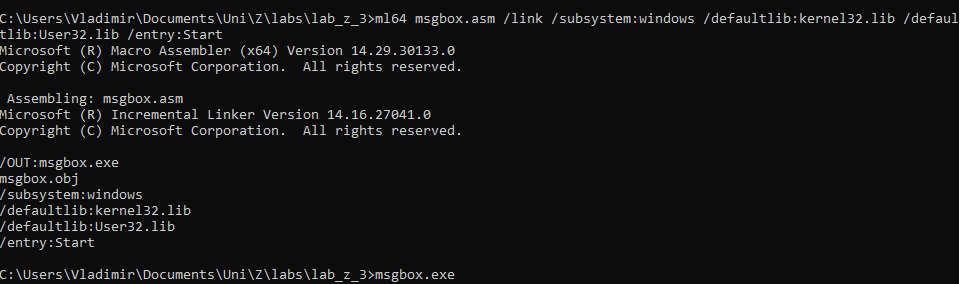 C:\Users\Vladimir\Documents\Uni\Z\labs\lab_z_3>ml64 msgbox.asm /link /subsystem:windows /defaultlib:kernel32.lib /defau
ltlib:User32.lib /entry:Start
Microsoft (R) Macro Assembler (x64) Version 14.29.30133.0
Copyright (C) Microsoft Corporation.  All rights reserved.

 Assembling: msgbox.asm
Microsoft (R) Incremental Linker Version 14.16.27041.0
Copyright (C) Microsoft Corporation.  All rights reserved.

/OUT:msgbox.exe
msgbox.obj
/subsystem:windows
/defaultlib:kernel32.lib
/defaultlib:User32.lib
/entry:Start

C:\Users\Vladimir\Documents\Uni\Z\labs\lab_z_3>msgbox.exe